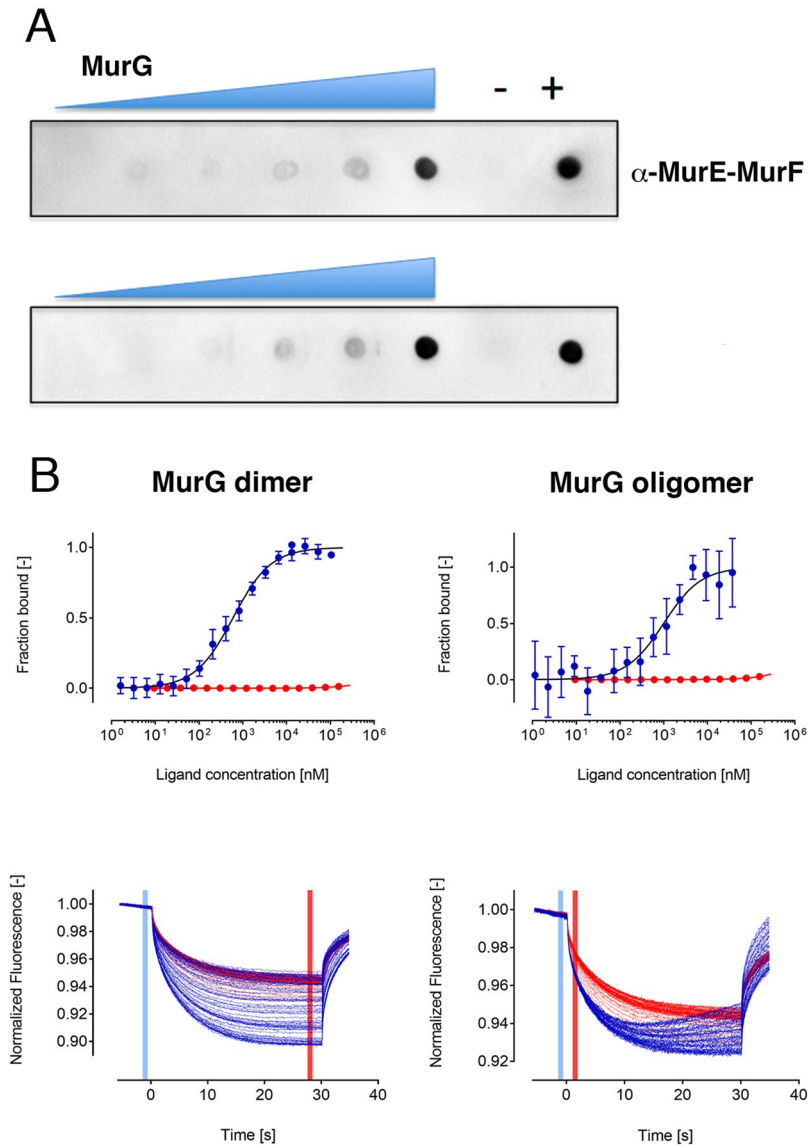 A
MurG
- +
α-MurE-MurF
B
MurG dimer
MurG oligomer
Fraction bound [-]
1.0
0.5
0.0
10⁰ 10¹ 10² 10³ 10⁴ 10⁵ 10⁶
Ligand concentration [nM]
Fraction bound [-]
1.0
0.5
0.0
10⁰ 10¹ 10² 10³ 10⁴ 10⁵ 10⁶
Ligand concentration [nM]
Normalized Fluorescence [-]
1.00
0.98
0.96
0.94
0.92
0.90
0 10 20 30 40
Time [s]
Normalized Fluorescence [-]
1.00
0.98
0.96
0.94
0.92
0 10 20 30 40
Time [s]